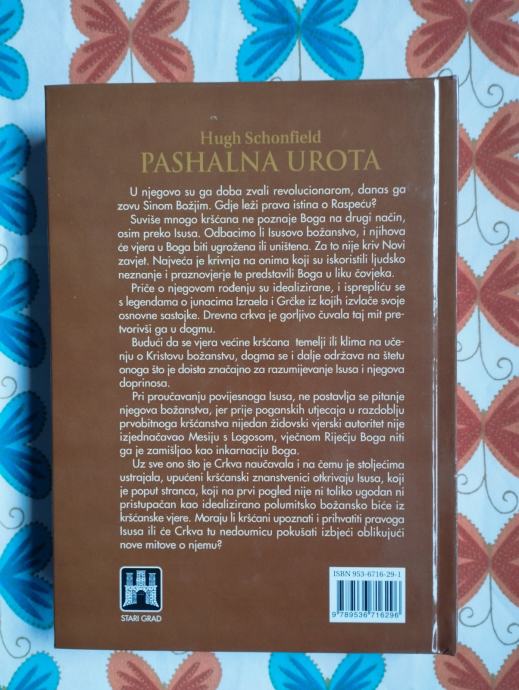 Hugh Schonfield
PASHALNA UROTA
U njegovo su ga doba zvali revolucionarom, danas ga
zovu Sinom Božjim. Gdje leži prava istina o Raspeću?
Suviše mnogo kršćana ne poznaje Boga na drugi način,
osim preko Isusa. Odbacimo li Isusovo božanstvo, i njihova
će vjera u Boga biti ugrožena ili uništena. Za to nije kriv Novi
zavjet. Najveća je krivnja na onima koji su iskoristili ljudsko
neznanje i praznovjerje te predstavili Boga u liku čovjeka.
Priče o njegovom rođenju su idealizirane, i isprepliću se
s legendama o junacima Izraela i Grčke iz kojih izvlače svoje
osnovne sastojke. Drevna crkva je gorljivo čuvala taj mit pre-
tvorivši ga u dogmu.
Budući da se vjera većine kršćana temelji ili klima na uče-
nju o Kristovu božanstvu, dogma se i dalje održava na štetu
onoga što je doista značajno za razumijevanje Isusa i njegova
doprinosa.
Pri proučavanju povijesnoga Isusa, ne postavlja se pitanje
njegova božanstva, jer prije poganskih utjecaja u razdoblju
prvobitnoga kršćanstva nijedan židovski vjerski autoritet nije
izjednačavao Mesiju s Logosom, vječnom Riječju Boga niti
ga je zamišljao kao inkarnaciju Boga.
Uz sve ono što je Crkva naučavala i na čemu je stoljećima
ustrajala, upućeni kršćanski znanstvenici otkrivaju Isusa, koji
je poput stranca, koji na prvi pogled nije ni toliko ugodan ni
pristupačan kao idealizirano polumitsko božansko biće iz
kršćanske vjere. Moraju li kršćani upoznati i prihvatiti pravoga
Isusa ili će Crkva tu nedoumicu pokušati izbjeći oblikujući
nove mitove o njemu?
ISBN 953-6716-29-1
9 789536 716296
STARI GRAD